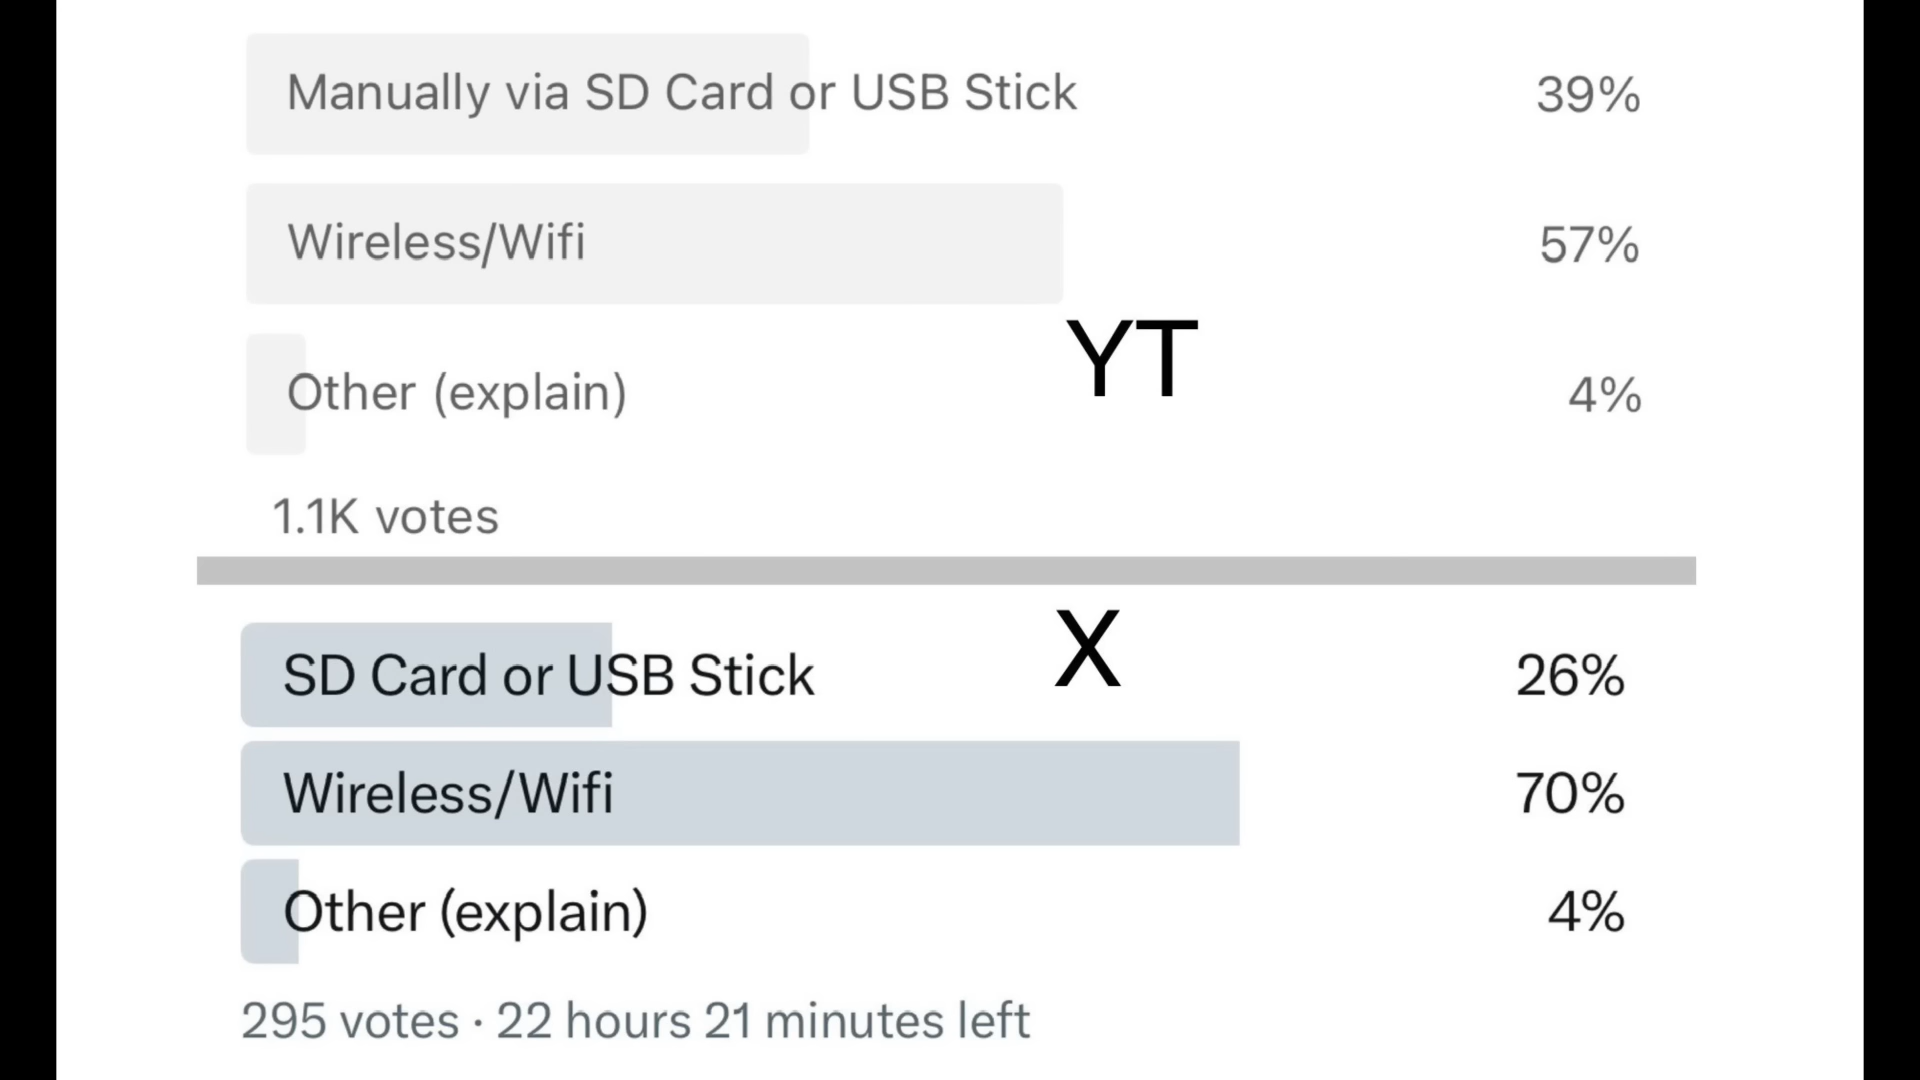 Manually via SD Card or USB Stick 39%
Wireless/Wifi 57%
Other (explain) 4%
YT
1.1K votes
X
SD Card or USB Stick 26%
Wireless/Wifi 70%
Other (explain) 4%
295 votes · 22 hours 21 minutes left